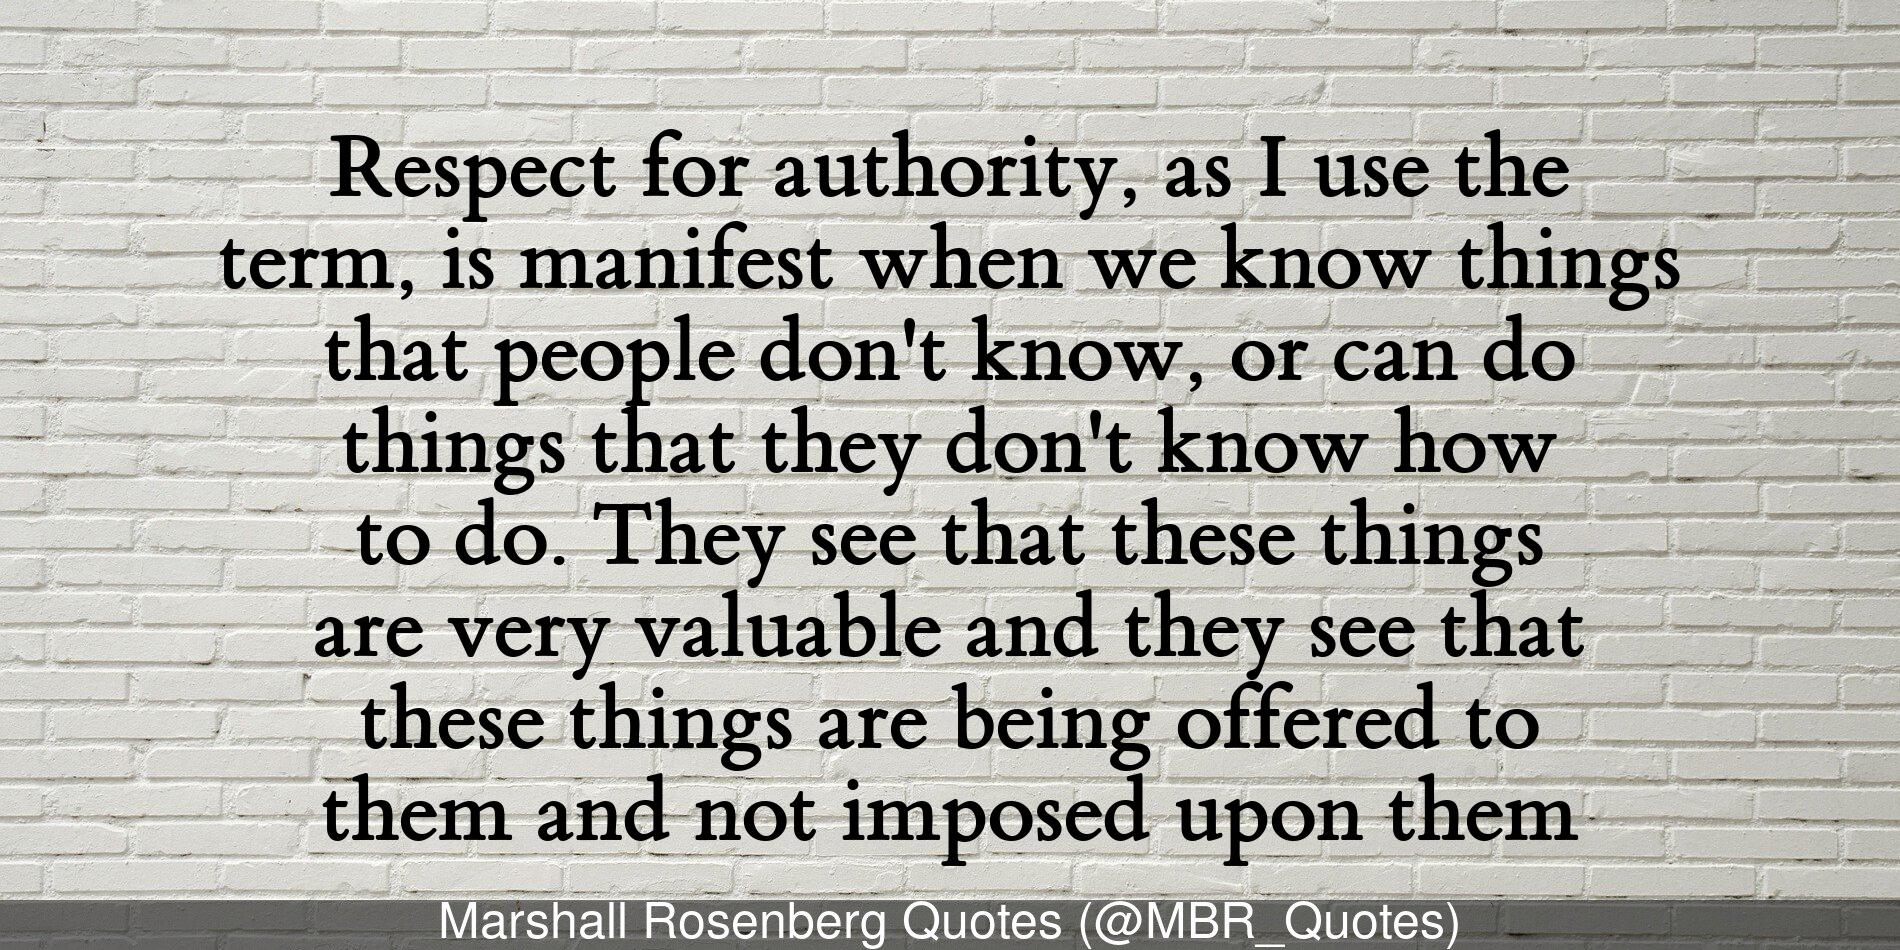 Respect for authority, as I use the
term, is manifest when we know things
that people don't know, or can do
things that they don't know how
to do. They see that these things
are very valuable and they see that
these things are being offered to
them and not imposed upon them
Marshall Rosenberg Quotes (@MBR_Quotes)